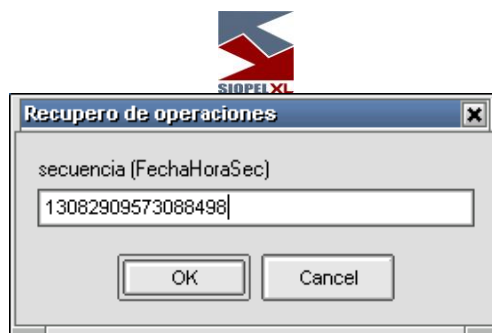 SIOPEL XL
Recupero de operaciones
secuencia (FechaHoraSec)
13082909573088498
OK
Cancel